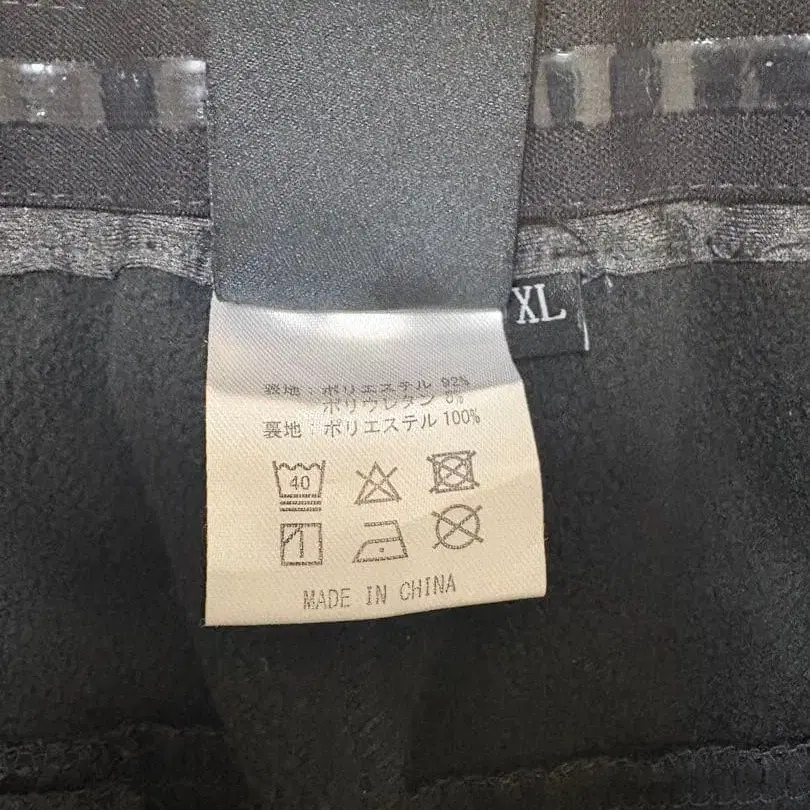 XL
表地：ポリエステル 92%
ポリウレタン 8%
裏地：ポリエステル 100%
40
MADE IN CHINA